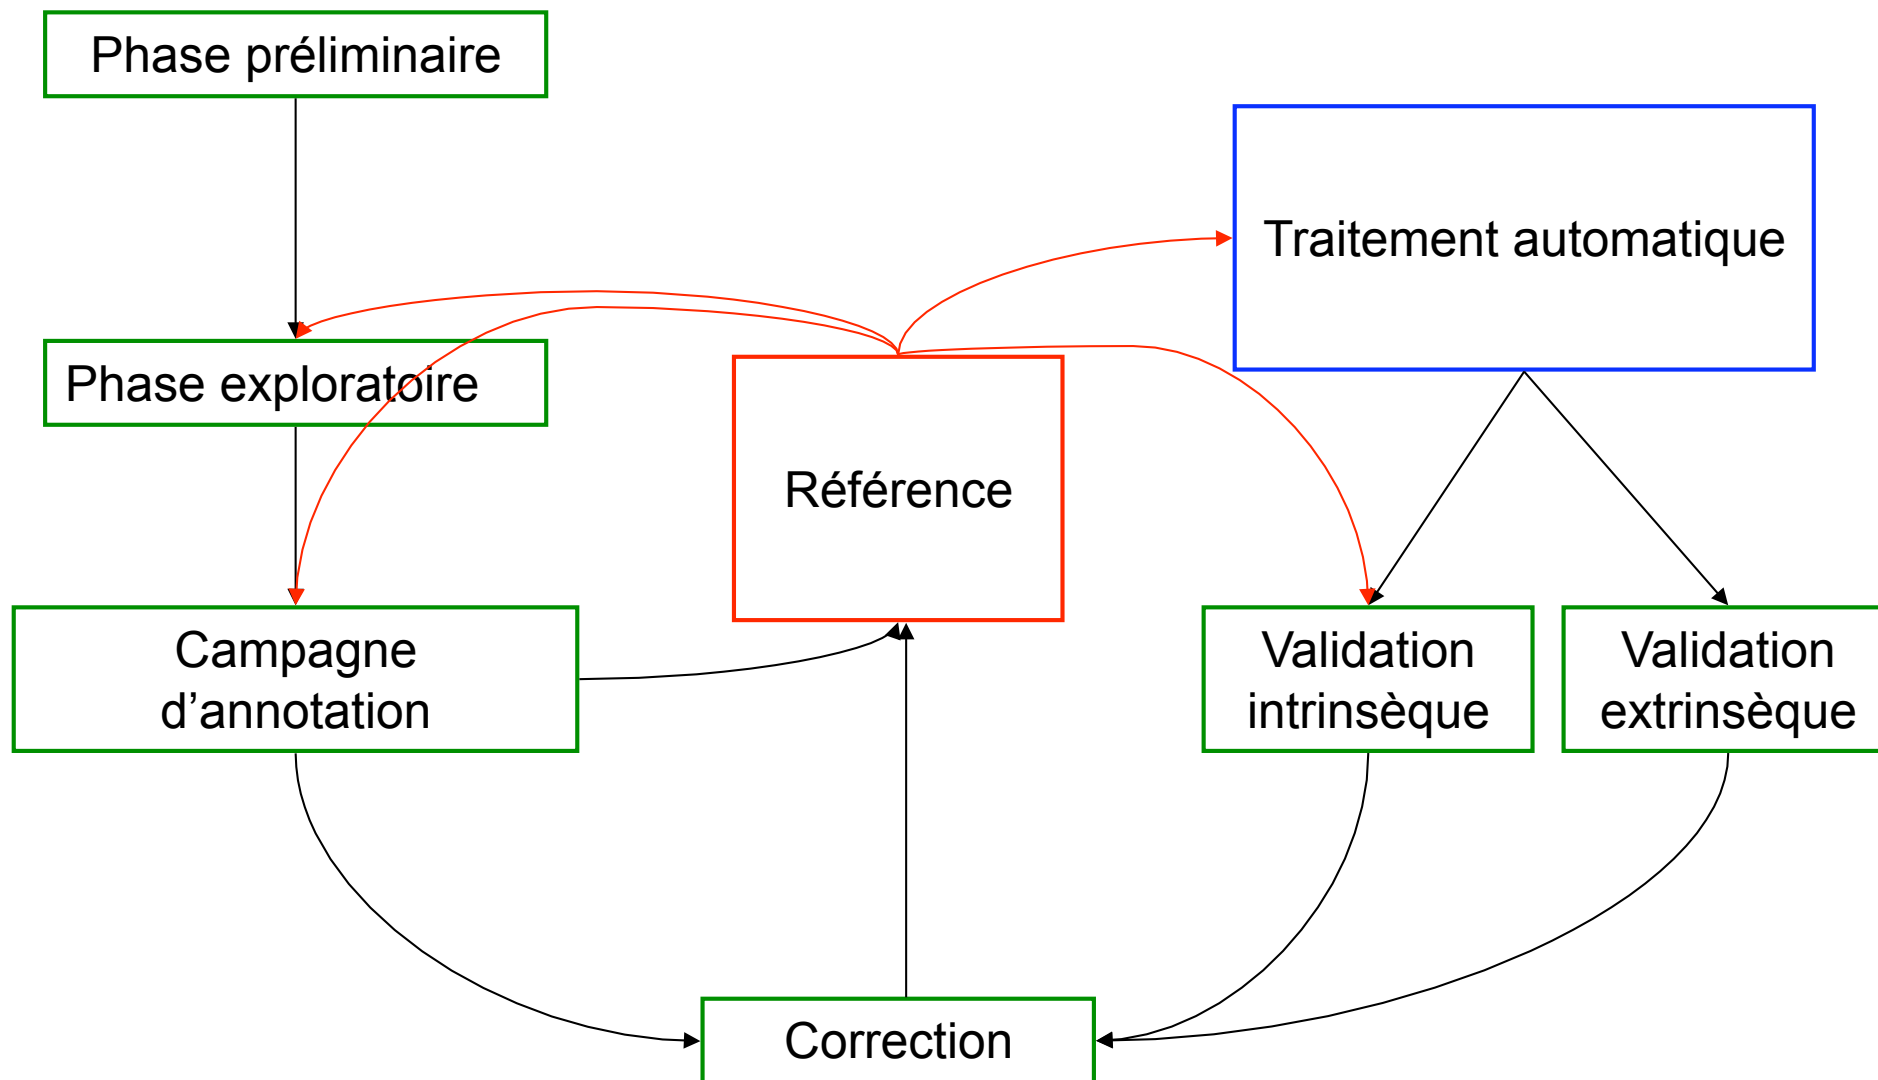 Phase préliminaire
Traitement automatique
Phase exploratoire
Référence
Campagne
d’annotation
Validation
intrinsèque
Validation
extrinsèque
Correction